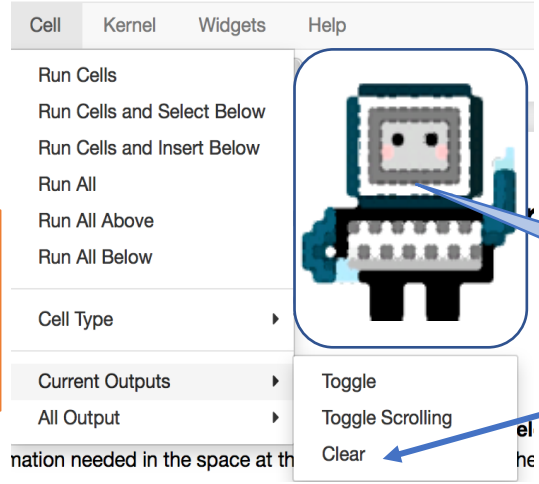 Cell Kernel Widgets Help
Run Cells
Run Cells and Select Below
Run Cells and Insert Below
Run All
Run All Above
Run All Below
Cell Type
Current Outputs
Toggle
All Output
Toggle Scrolling
Clear
needed in the space at